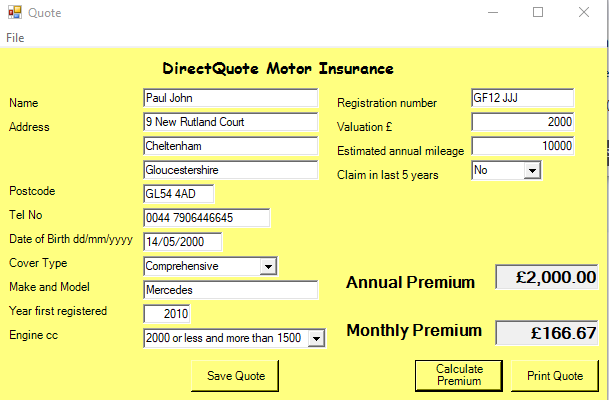 Quote
File
DirectQuote Motor Insurance
Name Paul John
Address 9 New Rutland Court
Cheltenham
Gloucestershire
Postcode GL54 4AD
Tel No 0044 7906446645
Date of Birth dd/mm/yyyy 14/05/2000
Cover Type Comprehensive
Make and Model Mercedes
Year first registered 2010
Engine cc 2000 or less and more than 1500
Registration number GF12 JJJ
Valuation £ 2000
Estimated annual mileage 10000
Claim in last 5 years No
Annual Premium £2,000.00
Monthly Premium £166.67
Save Quote
Calculate
Premium
Print Quote